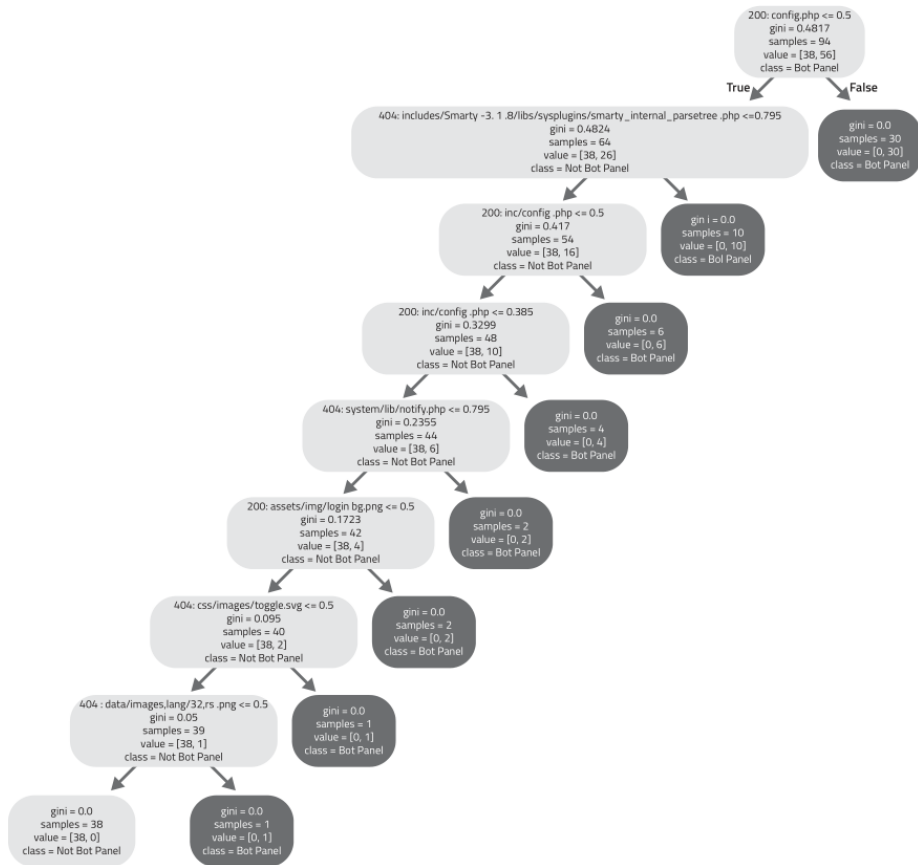 200: config.php <= 0.5
gini = 0.4817
samples = 94
value = [38, 56]
class = Bot Panel
True
False
404: includes/Smarty -3. 1 .8/libs/sysplugins/smarty_internal_parsetree .php <=0.795
gini = 0.4824
samples = 64
value = [38, 26]
class = Not Bot Panel
gini = 0.0
samples = 30
value = [0, 30]
class = Bot Panel
200: inc/config .php <= 0.5
gini = 0.417
samples = 54
value = [38, 16]
class = Not Bot Panel
gin i = 0.0
samples = 10
value = [0, 10]
class = Bol Panel
200: inc/config .php <= 0.385
gini = 0.3299
samples = 48
value = [38, 10]
class = Not Bot Panel
gini = 0.0
samples = 6
value = [0, 6]
class = Bot Panel
404: system/lib/notify.php <= 0.795
gini = 0.2355
samples = 44
value = [38, 6]
class = Not Bot Panel
gini = 0.0
samples = 4
value = [0, 4]
class = Bot Panel
200: assets/img/login bg.png <= 0.5
gini = 0.1723
samples = 42
value = [38, 4]
class = Not Bot Panel
gini = 0.0
samples = 2
value = [0, 2]
class = Bot Panel
404: css/images/toggle.svg <= 0.5
gini = 0.095
samples = 40
value = [38, 2]
class = Not Bot Panel
gini = 0.0
samples = 2
value = [0, 2]
class = Bot Panel
404 : data/images,lang/32,rs .png <= 0.5
gini = 0.05
samples = 39
value = [38, 1]
class = Not Bot Panel
gini = 0.0
samples = 1
value = [0, 1]
class = Bot Panel
gini = 0.0
samples = 38
value = [38, 0]
class = Not Bot Panel
gini = 0.0
samples = 1
value = [0, 1]
class = Bot Panel